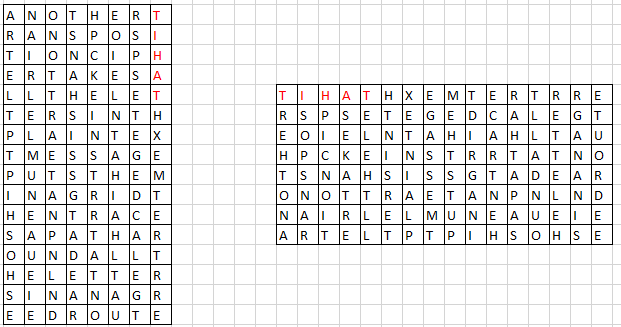 A N O T H E R T
R A N S P O S I
T I O N C I P H
E R T A K E S A
L L T H E L E T
T E R S I N T H
P L A I N T E X
T M E S S A G E
P U T S T H E M
I N A G R I D T
H E N T R A C E
S A P A T H A R
O U N D A L L T
H E L E T T E R
S I N A N A G R
E E D R O U T E
T I H A T H X E M T E R T R R E
R S P S E T E G E D C A L E G T
E O I E L N T A H I A H L T A U
H P C K E I N S T R R T A T N O
T S N A H S I S S G T A D E A R
O N O T T R A E T A N P N L N D
N A I R L E L M U N E A U E I E
A R T E L T P T P I H S O H S E